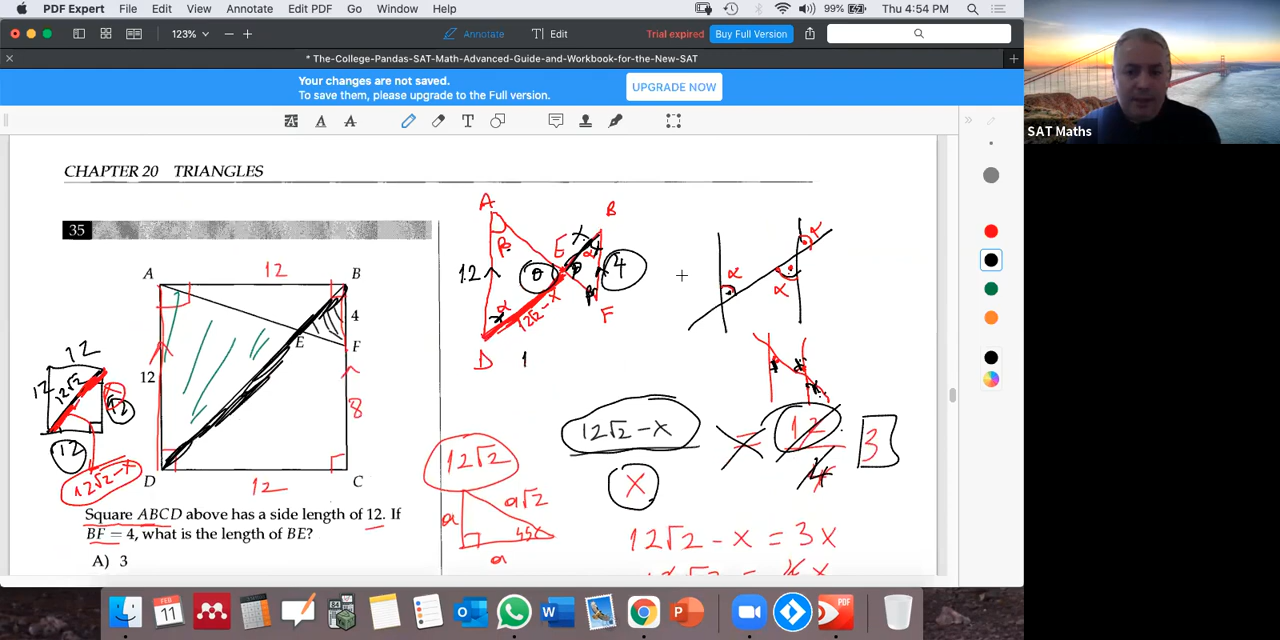 PDF Expert File Edit View Annotate Edit PDF Go Window Help 99% Thu 4:54 PM
123% Annotate Edit Trial expired Buy Full Version
* The-College-Pandas-SAT-Math-Advanced-Guide-and-Workbook-for-the-New-SAT
Your changes are not saved.
To save them, please upgrade to the Full version.
UPGRADE NOW
SAT Maths
CHAPTER 20 TRIANGLES
35
A 12 B
4
E
F
12
8
D 12 C
12
12 12√2
12
12√2-x
A
B
E x
β
12 θ θ α 4
α β
12√2-x
F
D
α
α
α
12√2-x = 12 3
x 4
12√2
a a√2
45
a
12√2 - x = 3x
Square ABCD above has a side length of 12. If
BF = 4, what is the length of BE?
A) 3
FEB
11